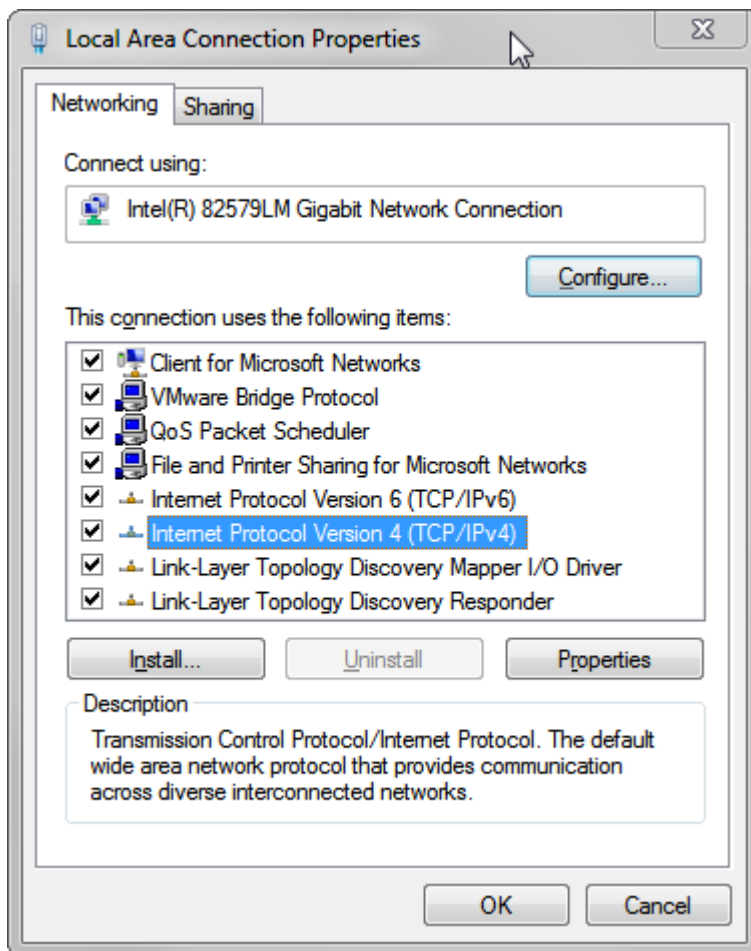 Local Area Connection Properties
Networking
Sharing
Connect using:
Intel(R) 82579LM Gigabit Network Connection
Configure...
This connection uses the following items:
Client for Microsoft Networks
VMware Bridge Protocol
QoS Packet Scheduler
File and Printer Sharing for Microsoft Networks
Internet Protocol Version 6 (TCP/IPv6)
Internet Protocol Version 4 (TCP/IPv4)
Link-Layer Topology Discovery Mapper I/O Driver
Link-Layer Topology Discovery Responder
Install...
Uninstall
Properties
Description
Transmission Control Protocol/Internet Protocol. The default
wide area network protocol that provides communication
across diverse interconnected networks.
OK
Cancel